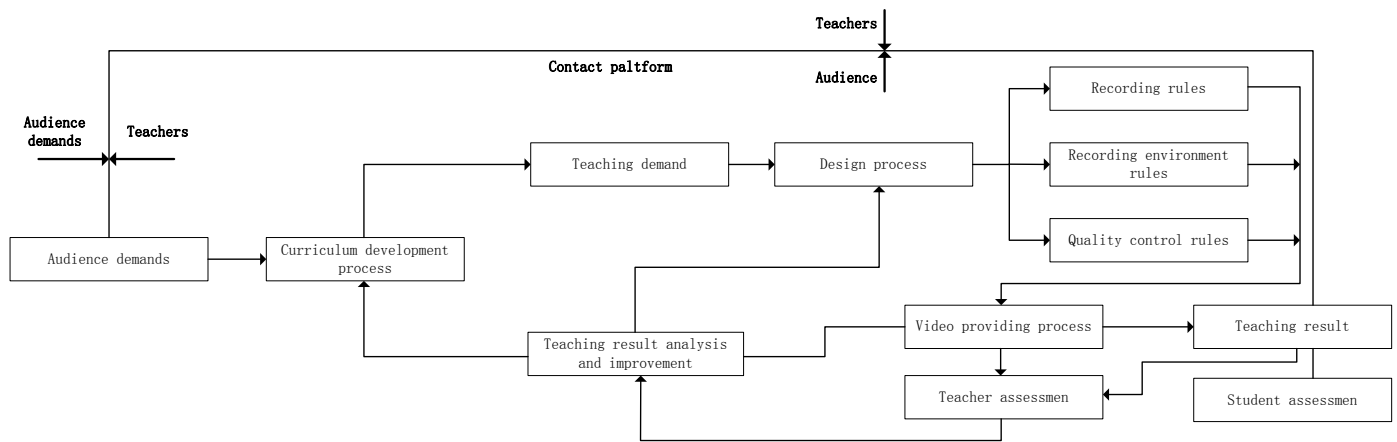 Teachers
Contact paltform
Audience
Recording rules
Audience
demands
Teachers
Teaching demand
Design process
Recording environment
rules
Quality control rules
Audience demands
Curriculum development
process
Video providing process
Teaching result
Teaching result analysis
and improvement
Teacher assessmen
Student assessmen